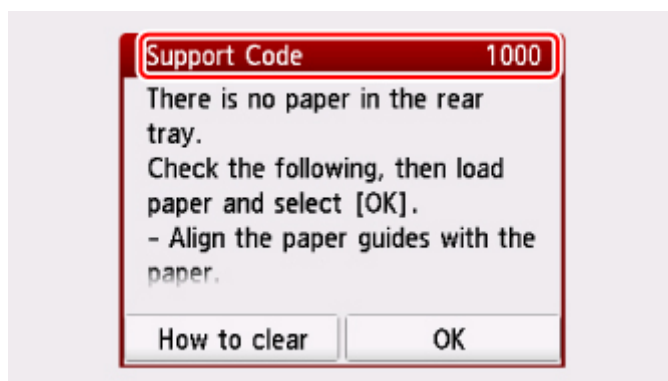 Support Code 1000
There is no paper in the rear
tray.
Check the following, then load
paper and select [OK].
– Align the paper guides with the
paper.
How to clear OK